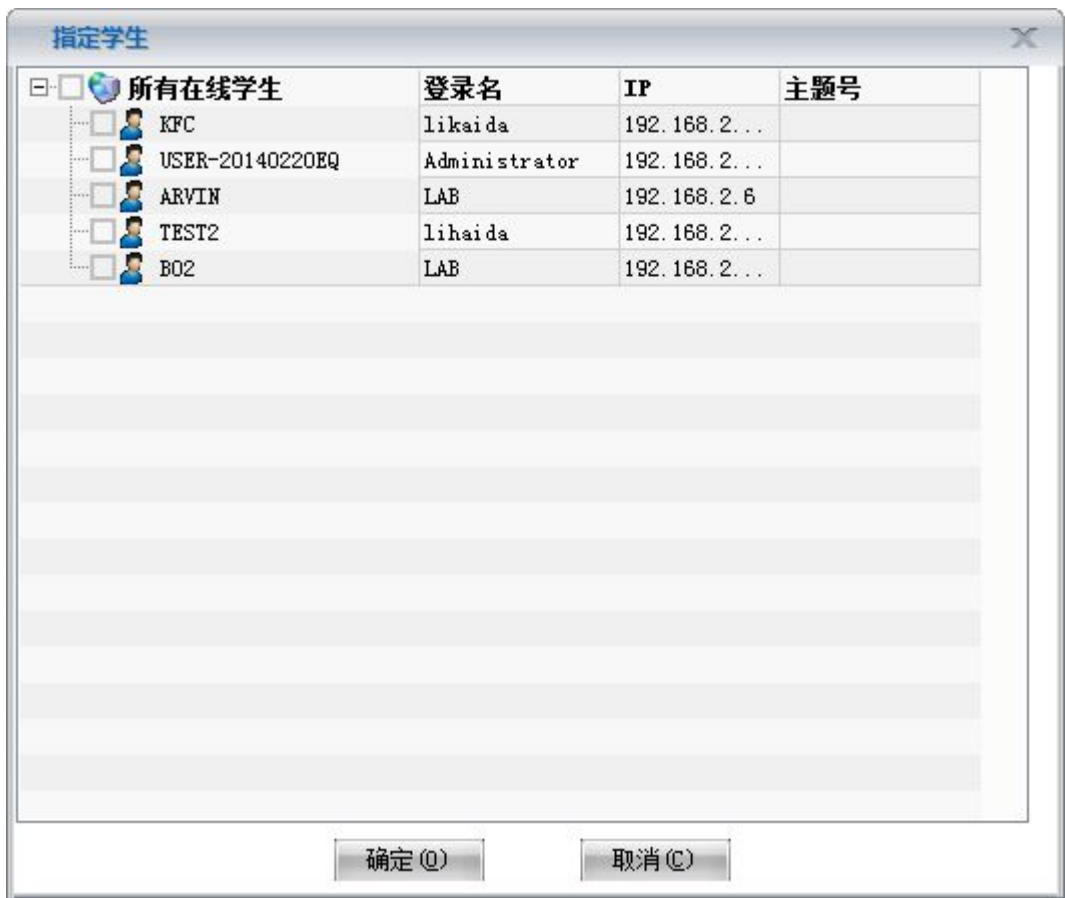 指定学生
所有在线学生 登录名 IP 主题号
KFC likaida 192.168.2...
USER-20140220EQ Administrator 192.168.2...
ARVIN LAB 192.168.2.6
TEST2 lihaida 192.168.2...
BO2 LAB 192.168.2...
确定(O) 取消(C)